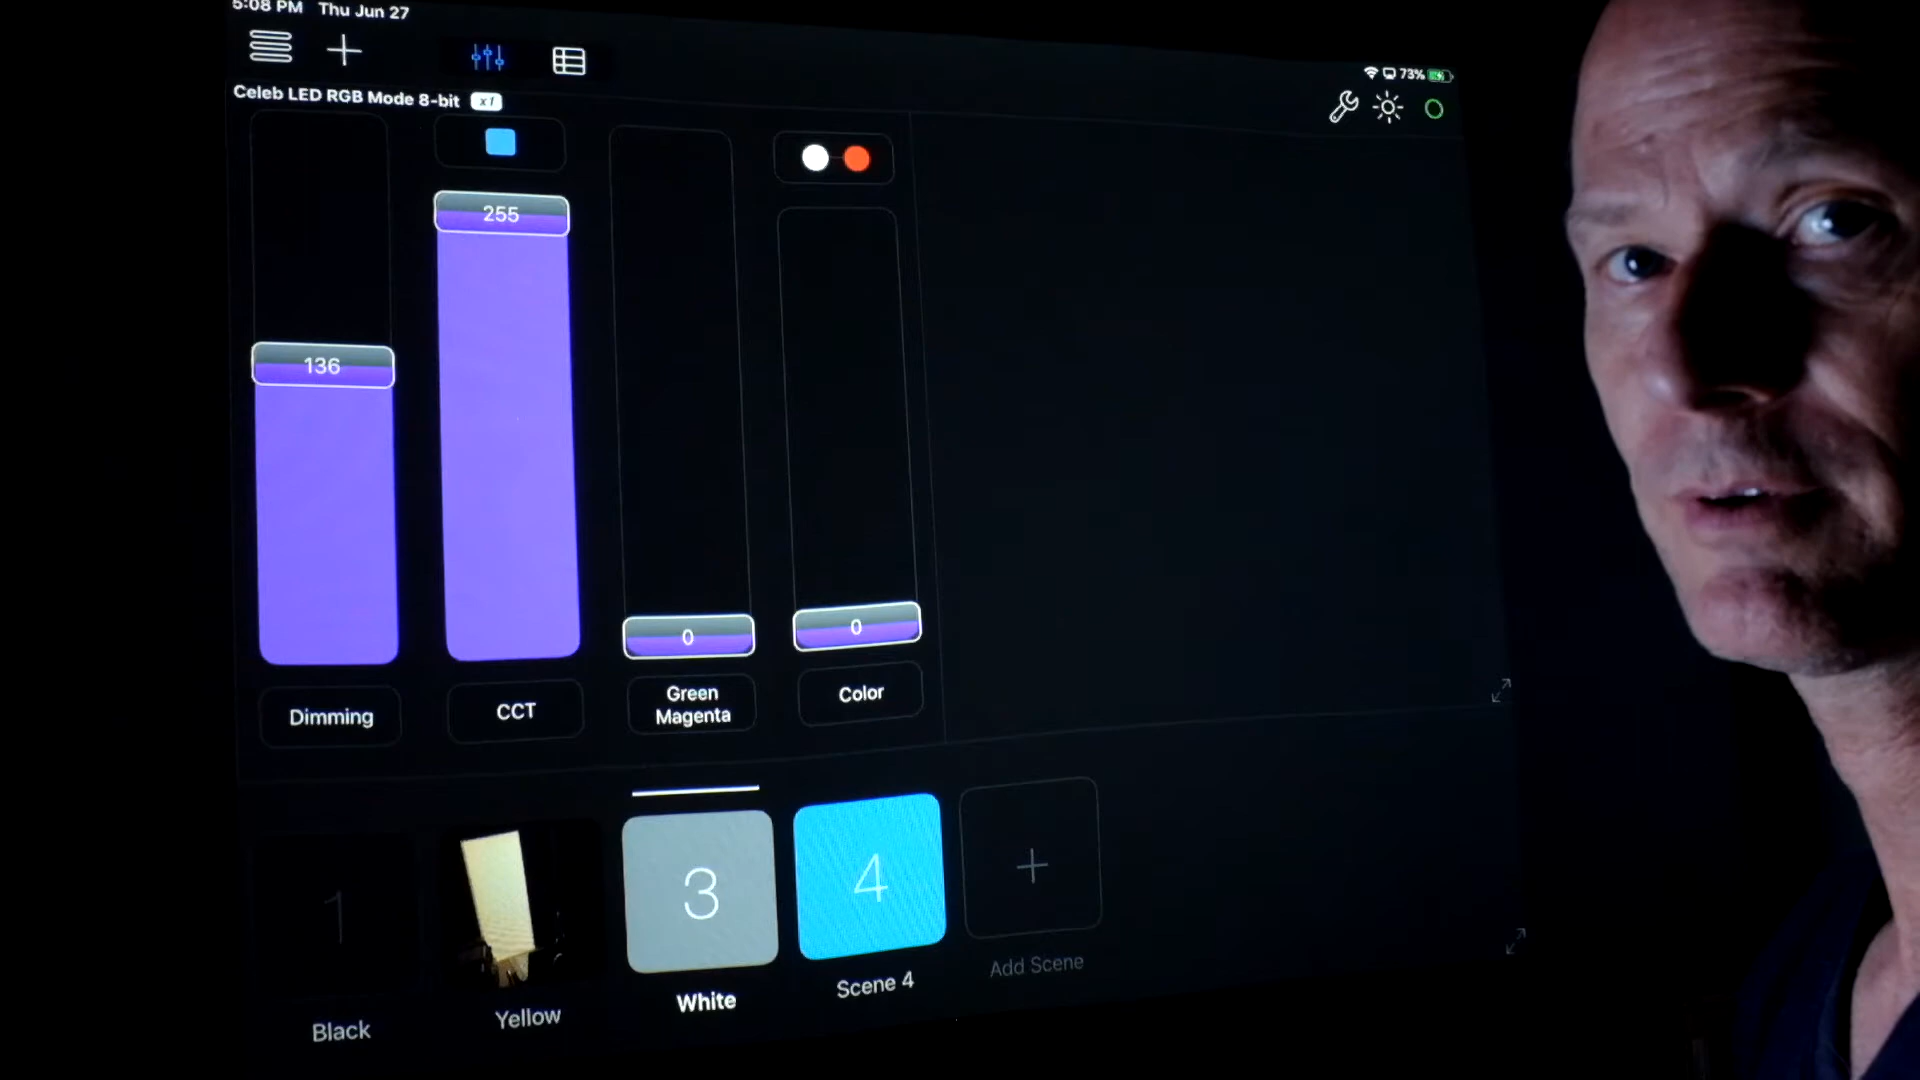 5:08 PM Thu Jun 27
73%
Celeb LED RGB Mode 8-bit x1
255
136
0
0
Dimming
CCT
Green
Magenta
Color
1
3
4
Black
Yellow
White
Scene 4
Add Scene